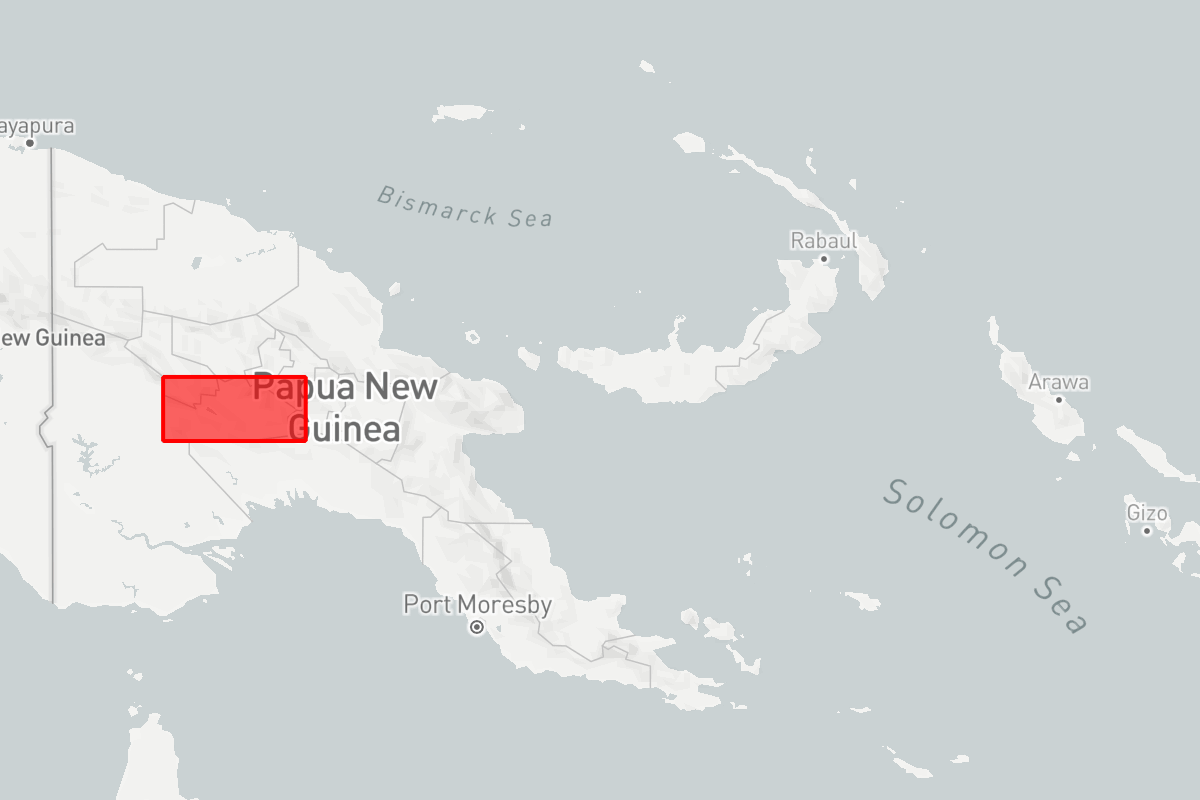 ayapura
Bismarck Sea
Rabaul
ew Guinea
Papua New
Guinea
Arawa
Solomon Sea
Gizo
Port Moresby